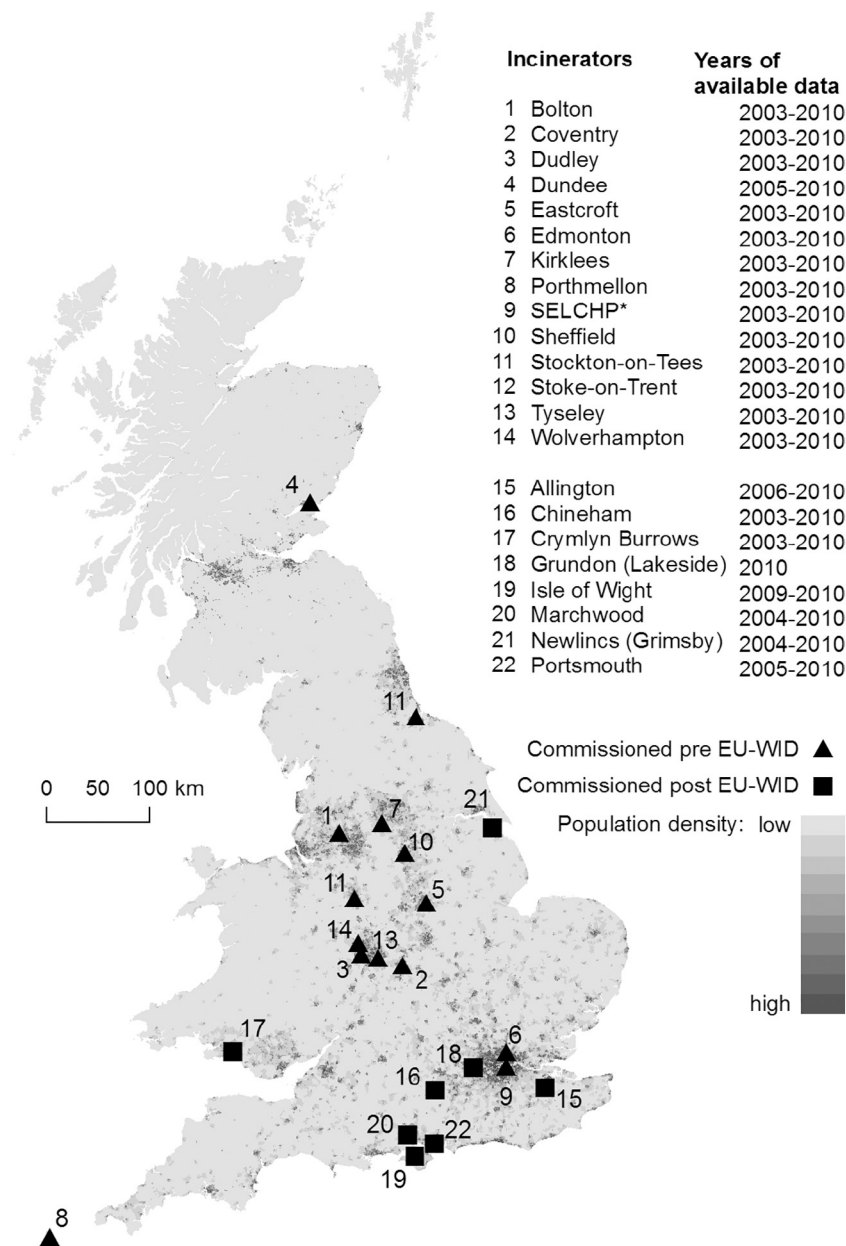 Incinerators Years of available data
1 Bolton 2003-2010
2 Coventry 2003-2010
3 Dudley 2003-2010
4 Dundee 2005-2010
5 Eastcroft 2003-2010
6 Edmonton 2003-2010
7 Kirklees 2003-2010
8 Porthmellon 2003-2010
9 SELCHP* 2003-2010
10 Sheffield 2003-2010
11 Stockton-on-Tees 2003-2010
12 Stoke-on-Trent 2003-2010
13 Tyseley 2003-2010
14 Wolverhampton 2003-2010
15 Allington 2006-2010
16 Chineham 2003-2010
17 Crymlyn Burrows 2003-2010
18 Grundon (Lakeside) 2010
19 Isle of Wight 2009-2010
20 Marchwood 2004-2010
21 Newlincs (Grimsby) 2004-2010
22 Portsmouth 2005-2010
Commissioned pre EU-WID
Commissioned post EU-WID
Population density: low
high
0 50 100 km
4
11
1
7
21
10
11
5
14
13
3
2
17
6
18
16
9
15
20
22
19
8